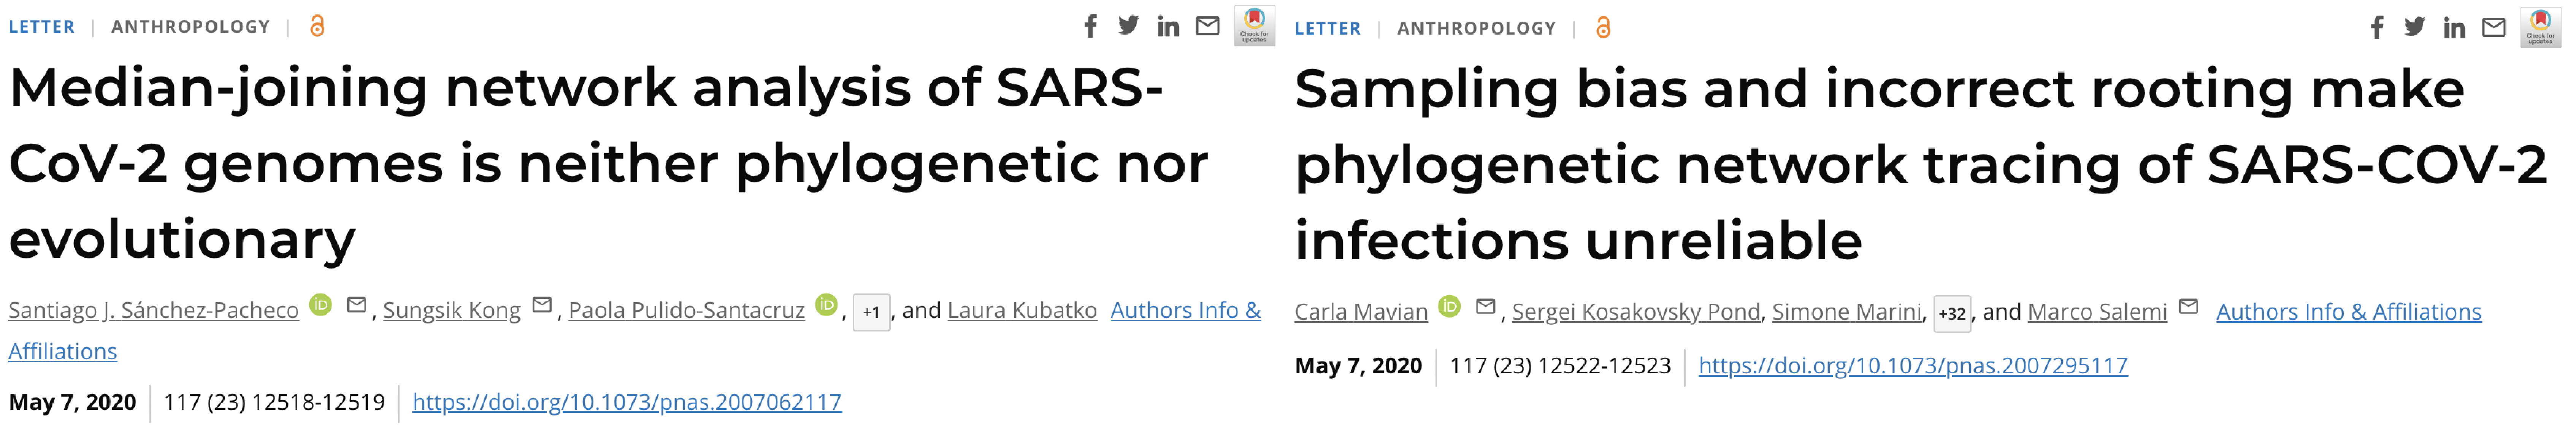 LETTER | ANTHROPOLOGY |
Check for
updates
Median-joining network analysis of SARS-
CoV-2 genomes is neither phylogenetic nor
evolutionary
Santiago J. Sánchez-Pacheco iD , Sungsik Kong , Paola Pulido-Santacruz iD , +1 , and Laura Kubatko Authors Info &
Affiliations
May 7, 2020 | 117 (23) 12518-12519 | https://doi.org/10.1073/pnas.2007062117
LETTER | ANTHROPOLOGY |
Check for
updates
Sampling bias and incorrect rooting make
phylogenetic network tracing of SARS-COV-2
infections unreliable
Carla Mavian iD , Sergei Kosakovsky Pond, Simone Marini, +32 , and Marco Salemi Authors Info & Affiliations
May 7, 2020 | 117 (23) 12522-12523 | https://doi.org/10.1073/pnas.2007295117